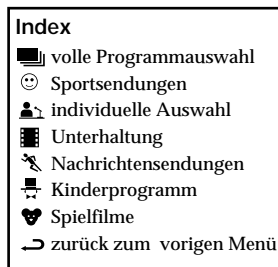 Index
volle Programmauswahl
Sportsendungen
individuelle Auswahl
Unterhaltung
Nachrichtensendungen
Kinderprogramm
Spielfilme
zurück zum vorigen Menü